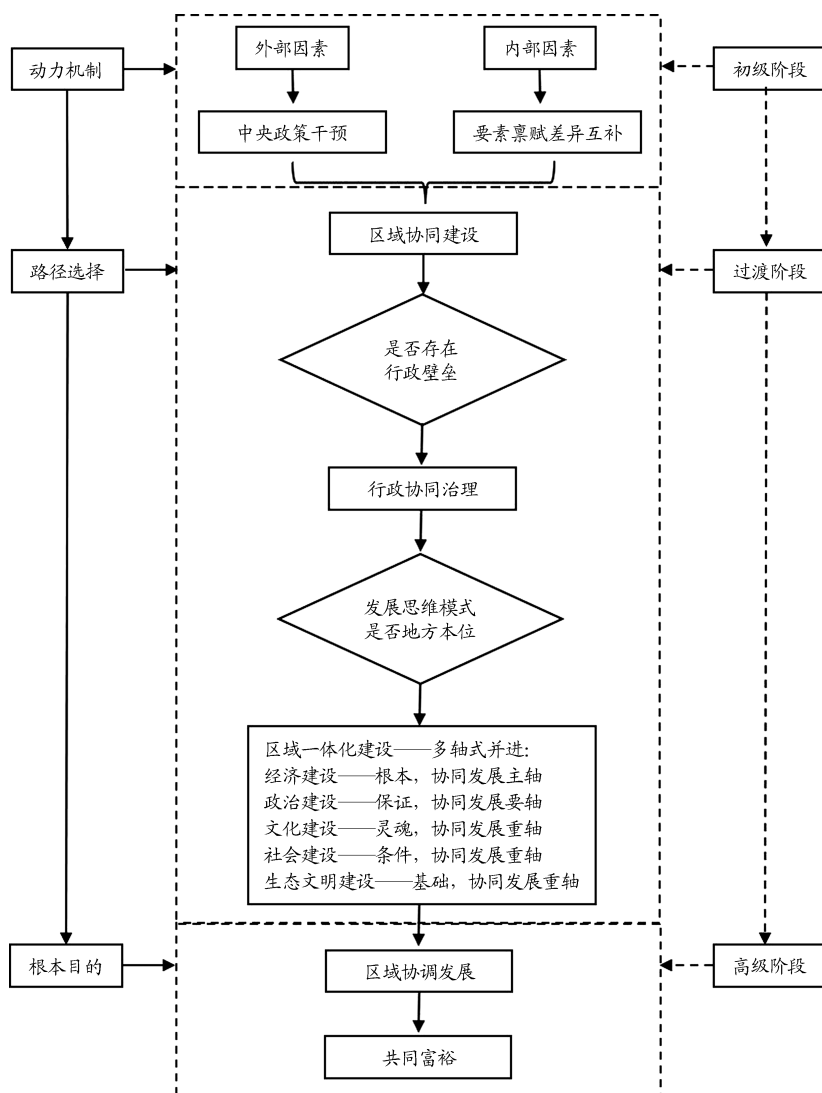 外部因素
内部因素
动力机制
初级阶段
中央政策干预
要素禀赋差异互补
区域协同建设
路径选择
过渡阶段
是否存在
行政壁垒
行政协同治理
发展思维模式
是否地方本位
区域一体化建设——多轴式并进：
经济建设——根本，协同发展主轴
政治建设——保证，协同发展要轴
文化建设——灵魂，协同发展重轴
社会建设——条件，协同发展重轴
生态文明建设——基础，协同发展重轴
根本目的
区域协调发展
高级阶段
共同富裕